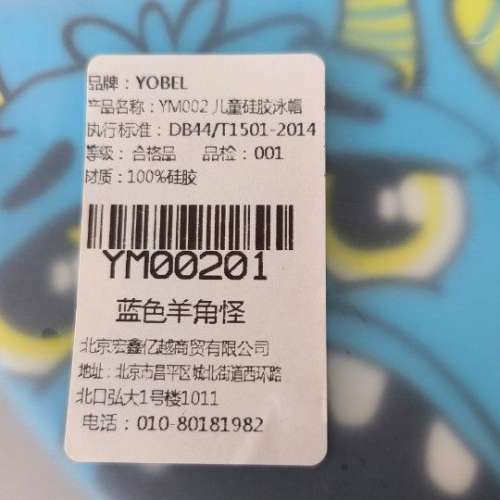 品牌：YOBEL
产品名称：YM002 儿童硅胶泳帽
执行标准：DB44/T1501-2014
等级：合格品 品检：001
材质：100%硅胶
YM00201
蓝色羊角怪
北京宏鑫亿越商贸有限公司
地址：北京市昌平区城北街道西环路
北口弘大1号楼1011
电话：010-80181982